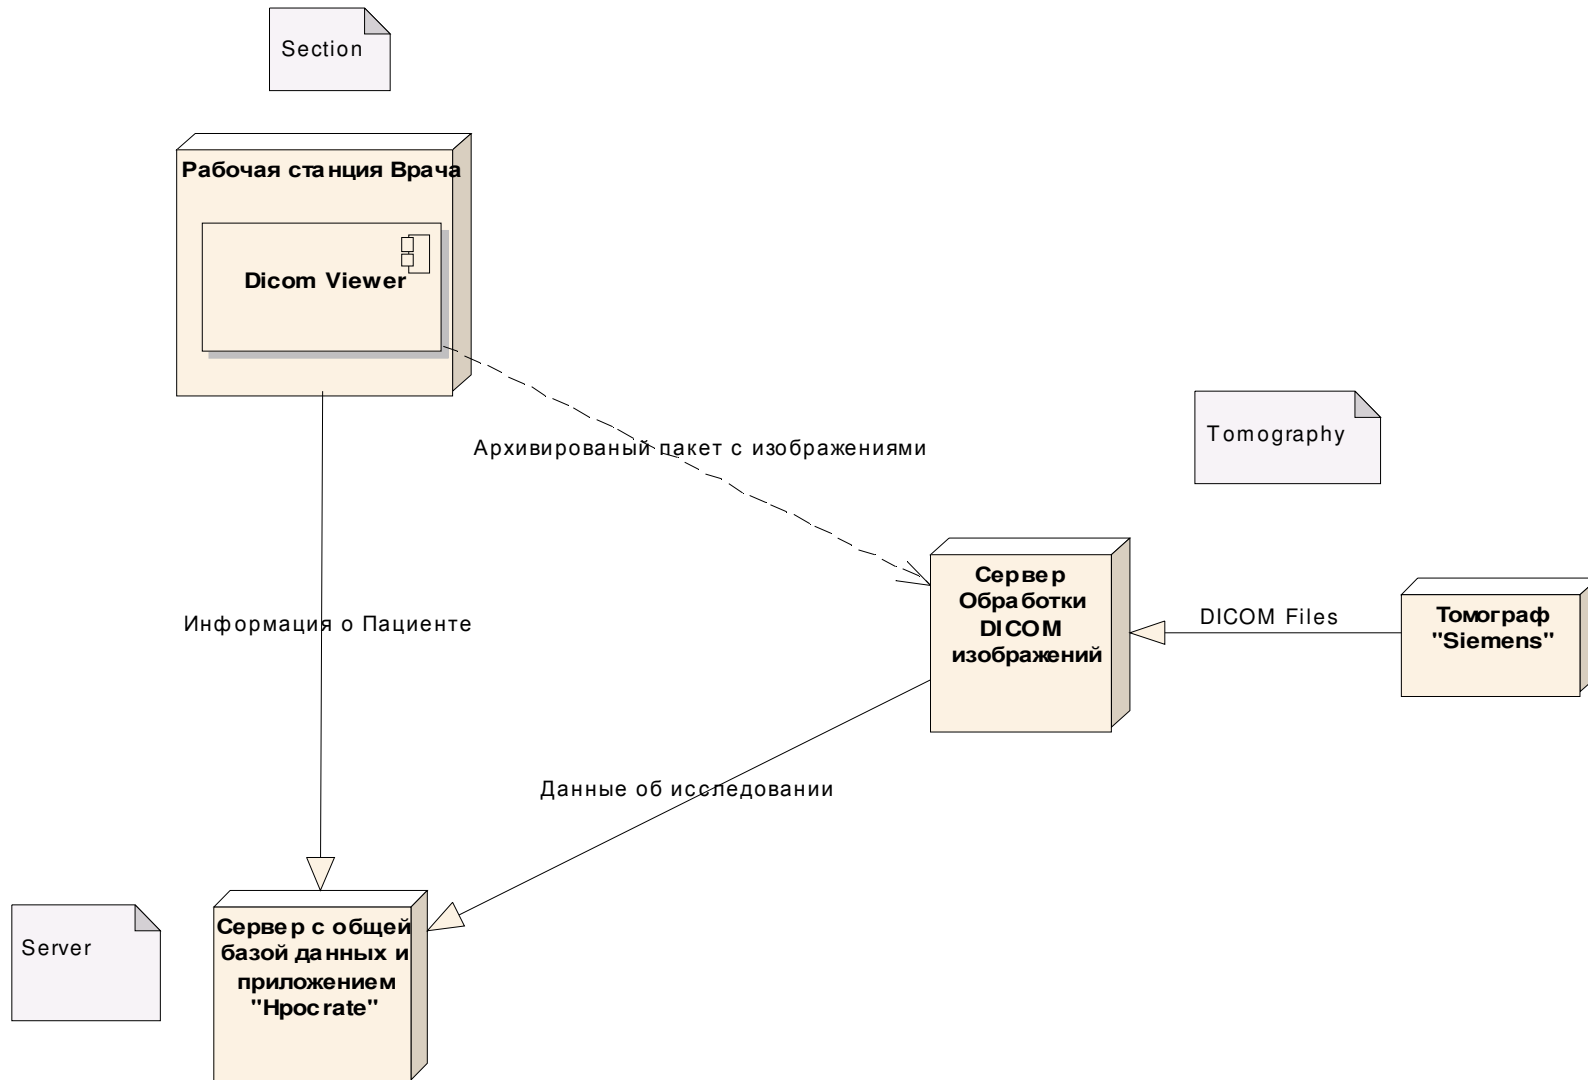 Section
Рабочая станция Врача
Dicom Viewer
Архивированый пакет с изображениями
Tomography
Сервер
Обработки
DICOM
изображений
DICOM Files
Томограф
"Siemens"
Информация о Пациенте
Данные об исследовании
Server
Сервер с общей
базой данных и
приложением
"Hpocrate"